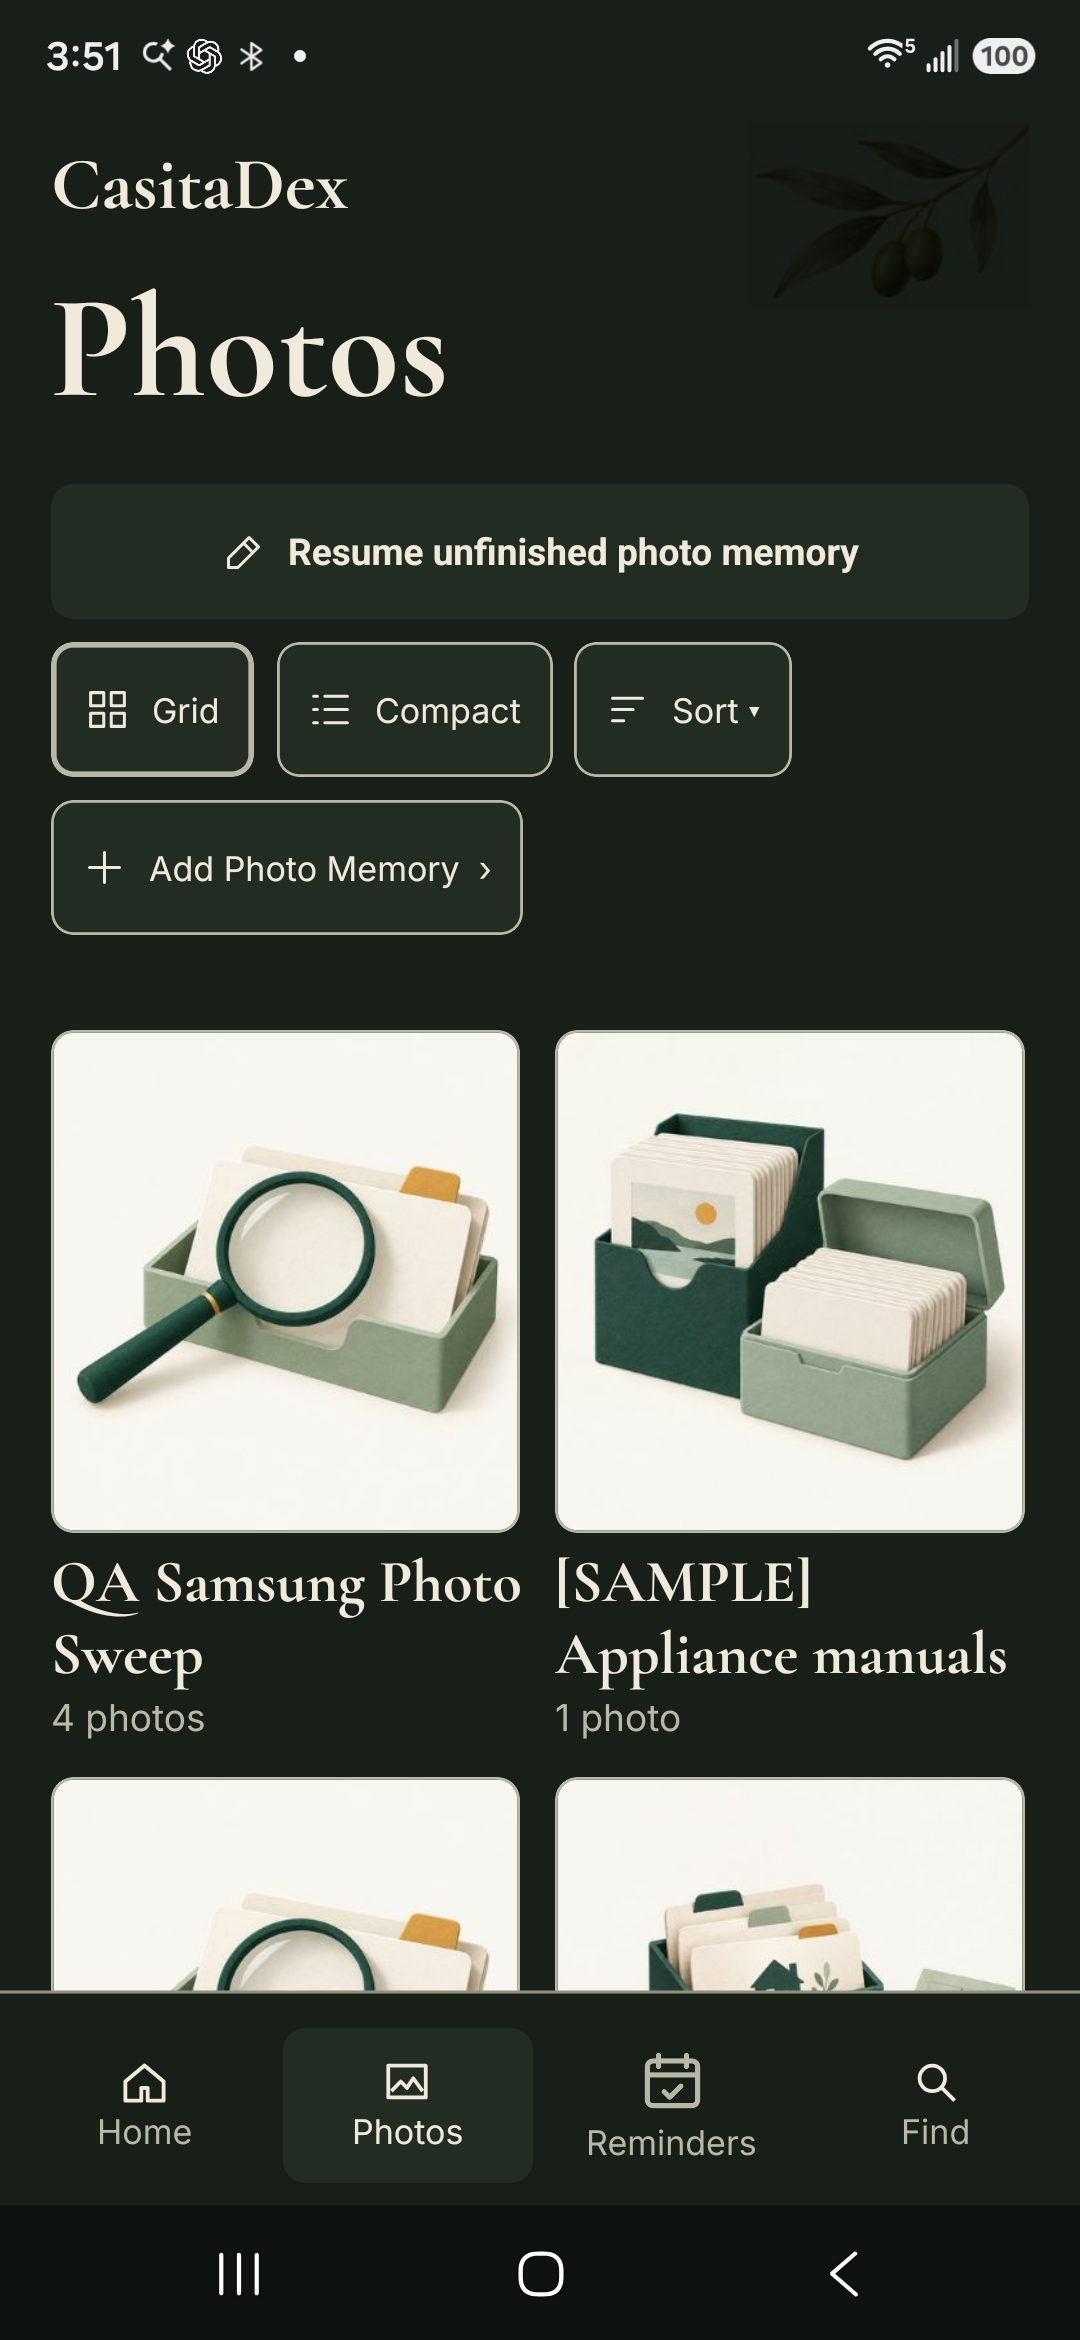 3:51
5
100
CasitaDex
Photos
Resume unfinished photo memory
Grid
Compact
Sort ▾
Add Photo Memory ›
QA Samsung Photo
Sweep
4 photos
[SAMPLE]
Appliance manuals
1 photo
Home
Photos
Reminders
Find